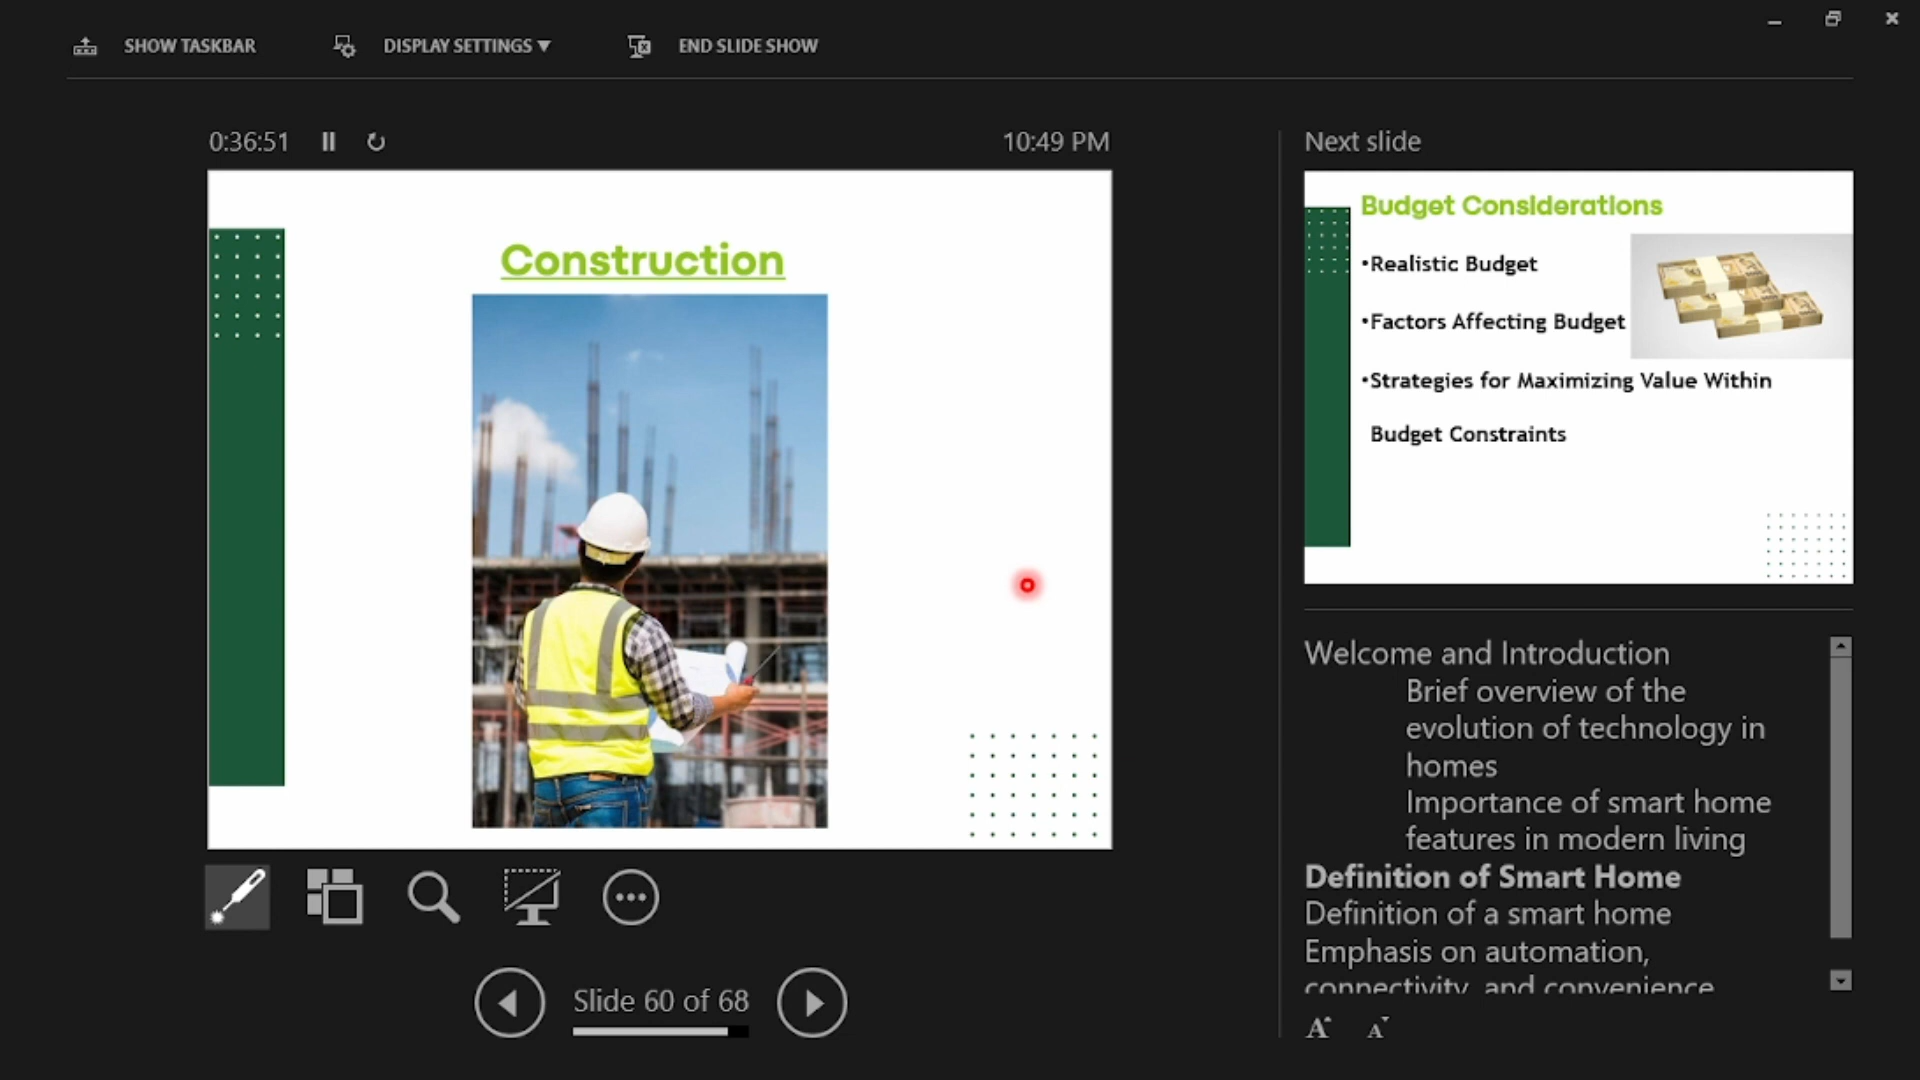 SHOW TASKBAR
DISPLAY SETTINGS ▼
END SLIDE SHOW
0:36:51
10:49 PM
Construction
Slide 60 of 68
Next slide
Budget Considerations
•Realistic Budget
•Factors Affecting Budget
•Strategies for Maximizing Value Within
Budget Constraints
Welcome and Introduction
Brief overview of the
evolution of technology in
homes
Importance of smart home
features in modern living
Definition of Smart Home
Definition of a smart home
Emphasis on automation,
connectivity, and convenience
A A